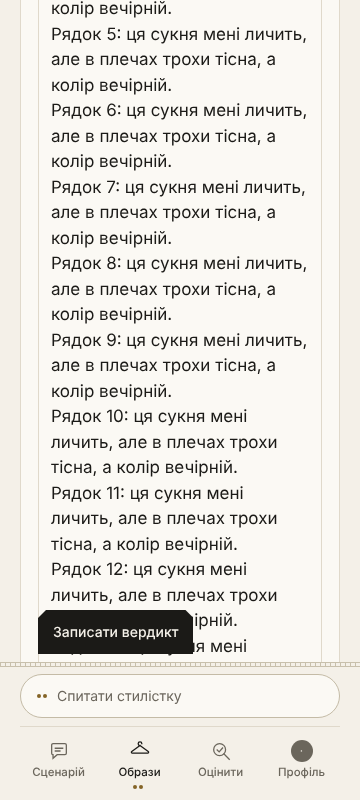 колір вечірній.
Рядок 5: ця сукня мені личить,
але в плечах трохи тісна, а
колір вечірній.
Рядок 6: ця сукня мені личить,
але в плечах трохи тісна, а
колір вечірній.
Рядок 7: ця сукня мені личить,
але в плечах трохи тісна, а
колір вечірній.
Рядок 8: ця сукня мені личить,
але в плечах трохи тісна, а
колір вечірній.
Рядок 9: ця сукня мені личить,
але в плечах трохи тісна, а
колір вечірній.
Рядок 10: ця сукня мені
личить, але в плечах трохи
тісна, а колір вечірній.
Рядок 11: ця сукня мені
личить, але в плечах трохи
тісна, а колір вечірній.
Рядок 12: ця сукня мені
личить, але в плечах трохи
Записати вердикт
мені
Спитати стилістку
Сценарій Образи Оцінити Профіль